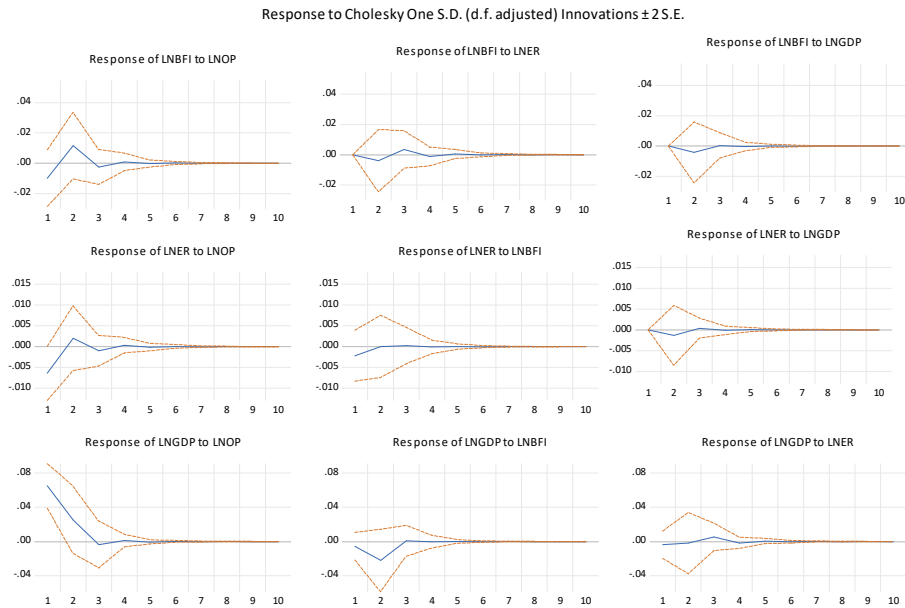 Response to Cholesky One S.D. (d.f. adjusted) Innovations ± 2 S.E.
Response of LNBFI to LNOP
.04
.02
.00
-.02
1 2 3 4 5 6 7 8 9 10
Response of LNBFI to LNER
.04
.02
.00
-.02
1 2 3 4 5 6 7 8 9 10
Response of LNBFI to LNGDP
.04
.02
.00
-.02
1 2 3 4 5 6 7 8 9 10
Response of LNER to LNOP
.015
.010
.005
.000
-.005
-.010
1 2 3 4 5 6 7 8 9 10
Response of LNER to LNBFI
.015
.010
.005
.000
-.005
-.010
1 2 3 4 5 6 7 8 9 10
Response of LNER to LNGDP
.015
.010
.005
.000
-.005
-.010
1 2 3 4 5 6 7 8 9 10
Response of LNGDP to LNOP
.08
.04
.00
-.04
1 2 3 4 5 6 7 8 9 10
Response of LNGDP to LNBFI
.08
.04
.00
-.04
1 2 3 4 5 6 7 8 9 10
Response of LNGDP to LNER
.08
.04
.00
-.04
1 2 3 4 5 6 7 8 9 10